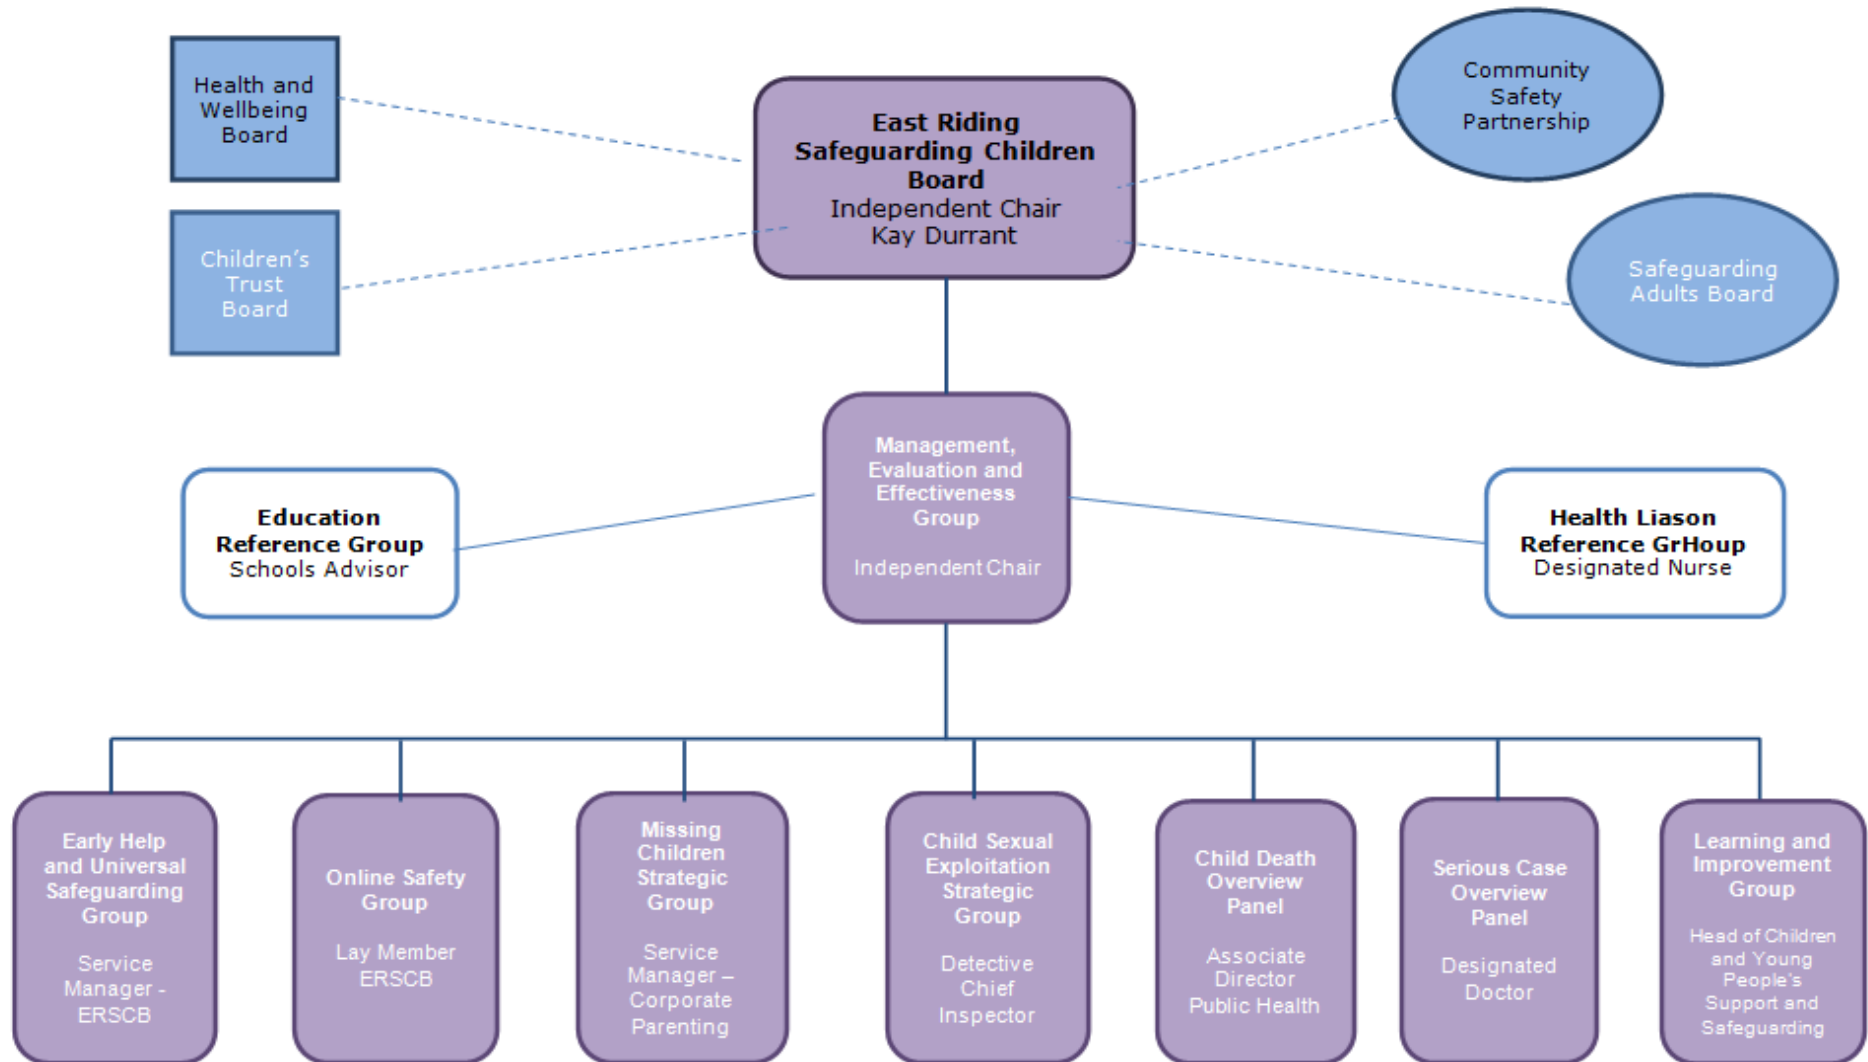 Health and
Wellbeing
Board
East Riding
Safeguarding Children
Board
Independent Chair
Kay Durrant
Community
Safety
Partnership
Children's
Trust
Board
Safeguarding
Adults Board
Management,
Evaluation and
Effectiveness
Group
Independent Chair
Education
Reference Group
Schools Advisor
Health Liason
Reference GrHoup
Designated Nurse
Early Help
and Universal
Safeguarding
Group
Service
Manager -
ERSCB
Online Safety
Group
Lay Member
ERSCB
Missing
Children
Strategic
Group
Service
Manager –
Corporate
Parenting
Child Sexual
Exploitation
Strategic
Group
Detective
Chief
Inspector
Child Death
Overview
Panel
Associate
Director
Public Health
Serious Case
Overview
Panel
Designated
Doctor
Learning and
Improvement
Group
Head of Children
and Young
People's
Support and
Safeguarding